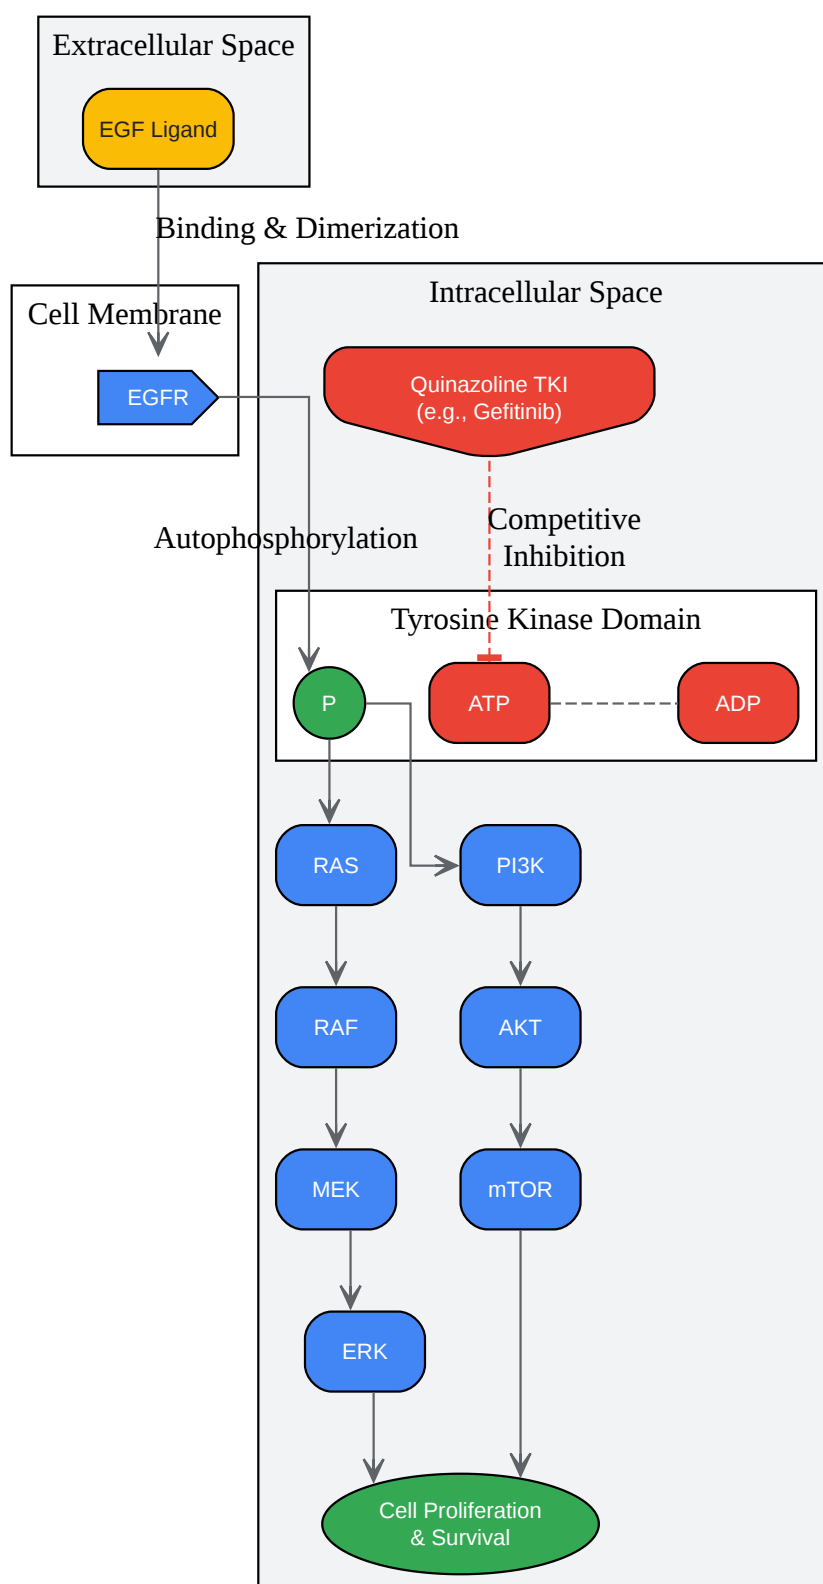 Extracellular Space
EGF Ligand
Binding & Dimerization
Cell Membrane
EGFR
Intracellular Space
Quinazoline TKI
(e.g., Gefitinib)
Autophosphorylation
Competitive
Inhibition
Tyrosine Kinase Domain
P
ATP
ADP
RAS
PI3K
RAF
AKT
MEK
mTOR
ERK
Cell Proliferation
& Survival